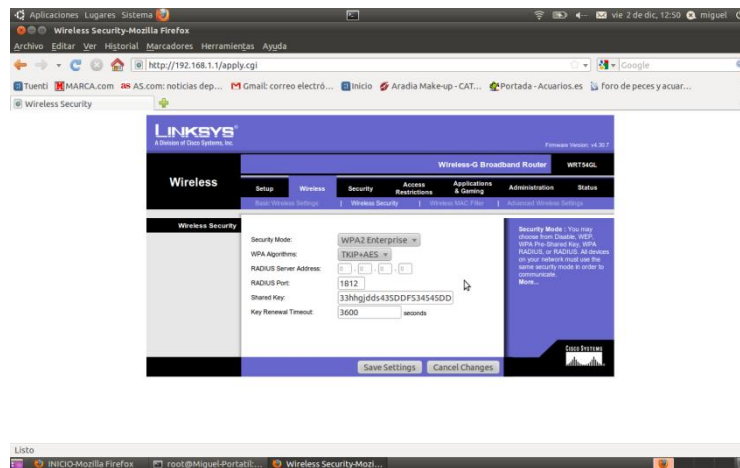 Aplicaciones Lugares Sistema vie 2 de dic, 12:50 miguel
Wireless Security-Mozilla Firefox
Archivo Editar Ver Historial Marcadores Herramientas Ayuda
http://192.168.1.1/apply.cgi Google
Tuenti MARCA.com AS.com: noticias dep... Gmail: correo electró... Inicio Aradia Make-up - CAT... Portada - Acuarios.es foro de peces y acuar...
Wireless Security
LINKSYS®
A Division of Cisco Systems, Inc. Firmware Version: v4.30.7
Wireless-G Broadband Router WRT54GL
Wireless
Setup Wireless Security Access Restrictions Applications & Gaming Administration Status
Basic Wireless Settings | Wireless Security | Wireless MAC Filter | Advanced Wireless Settings
Wireless Security
Security Mode: WPA2 Enterprise
WPA Algorithms: TKIP+AES
RADIUS Server Address: 0 . 0 . 0 . 0
RADIUS Port: 1812
Shared Key: 33hhgjdds43SDDFS34545DD
Key Renewal Timeout: 3600 seconds
Security Mode : You may
choose from Disable, WEP,
WPA Pre-Shared Key, WPA
RADIUS, or RADIUS. All devices
on your network must use the
same security mode in order to
communicate.
More...
CISCO SYSTEMS
Save Settings Cancel Changes
Listo
INICIO-Mozilla Firefox root@Miguel-Portatil:... Wireless Security-Mozi...